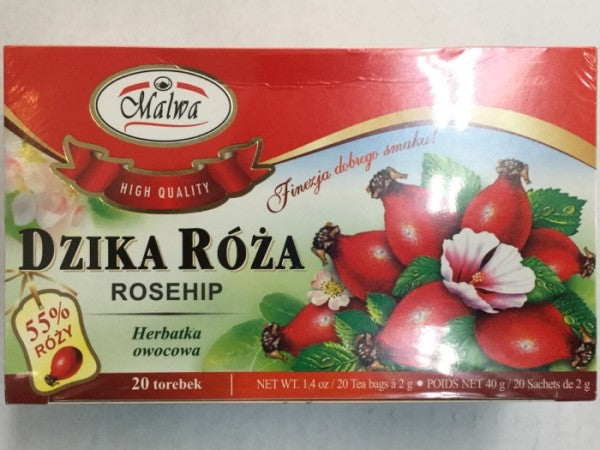 Malwa
HIGH QUALITY
Finezja dobrego smaku!
DZIKA RÓŻA
ROSEHIP
55%
RÓŻY
Herbatka
owocowa
20 torebek
NET WT. 1.4 oz / 20 Tea bags á 2 g • POIDS NET 40 g / 20 Sachets de 2 g